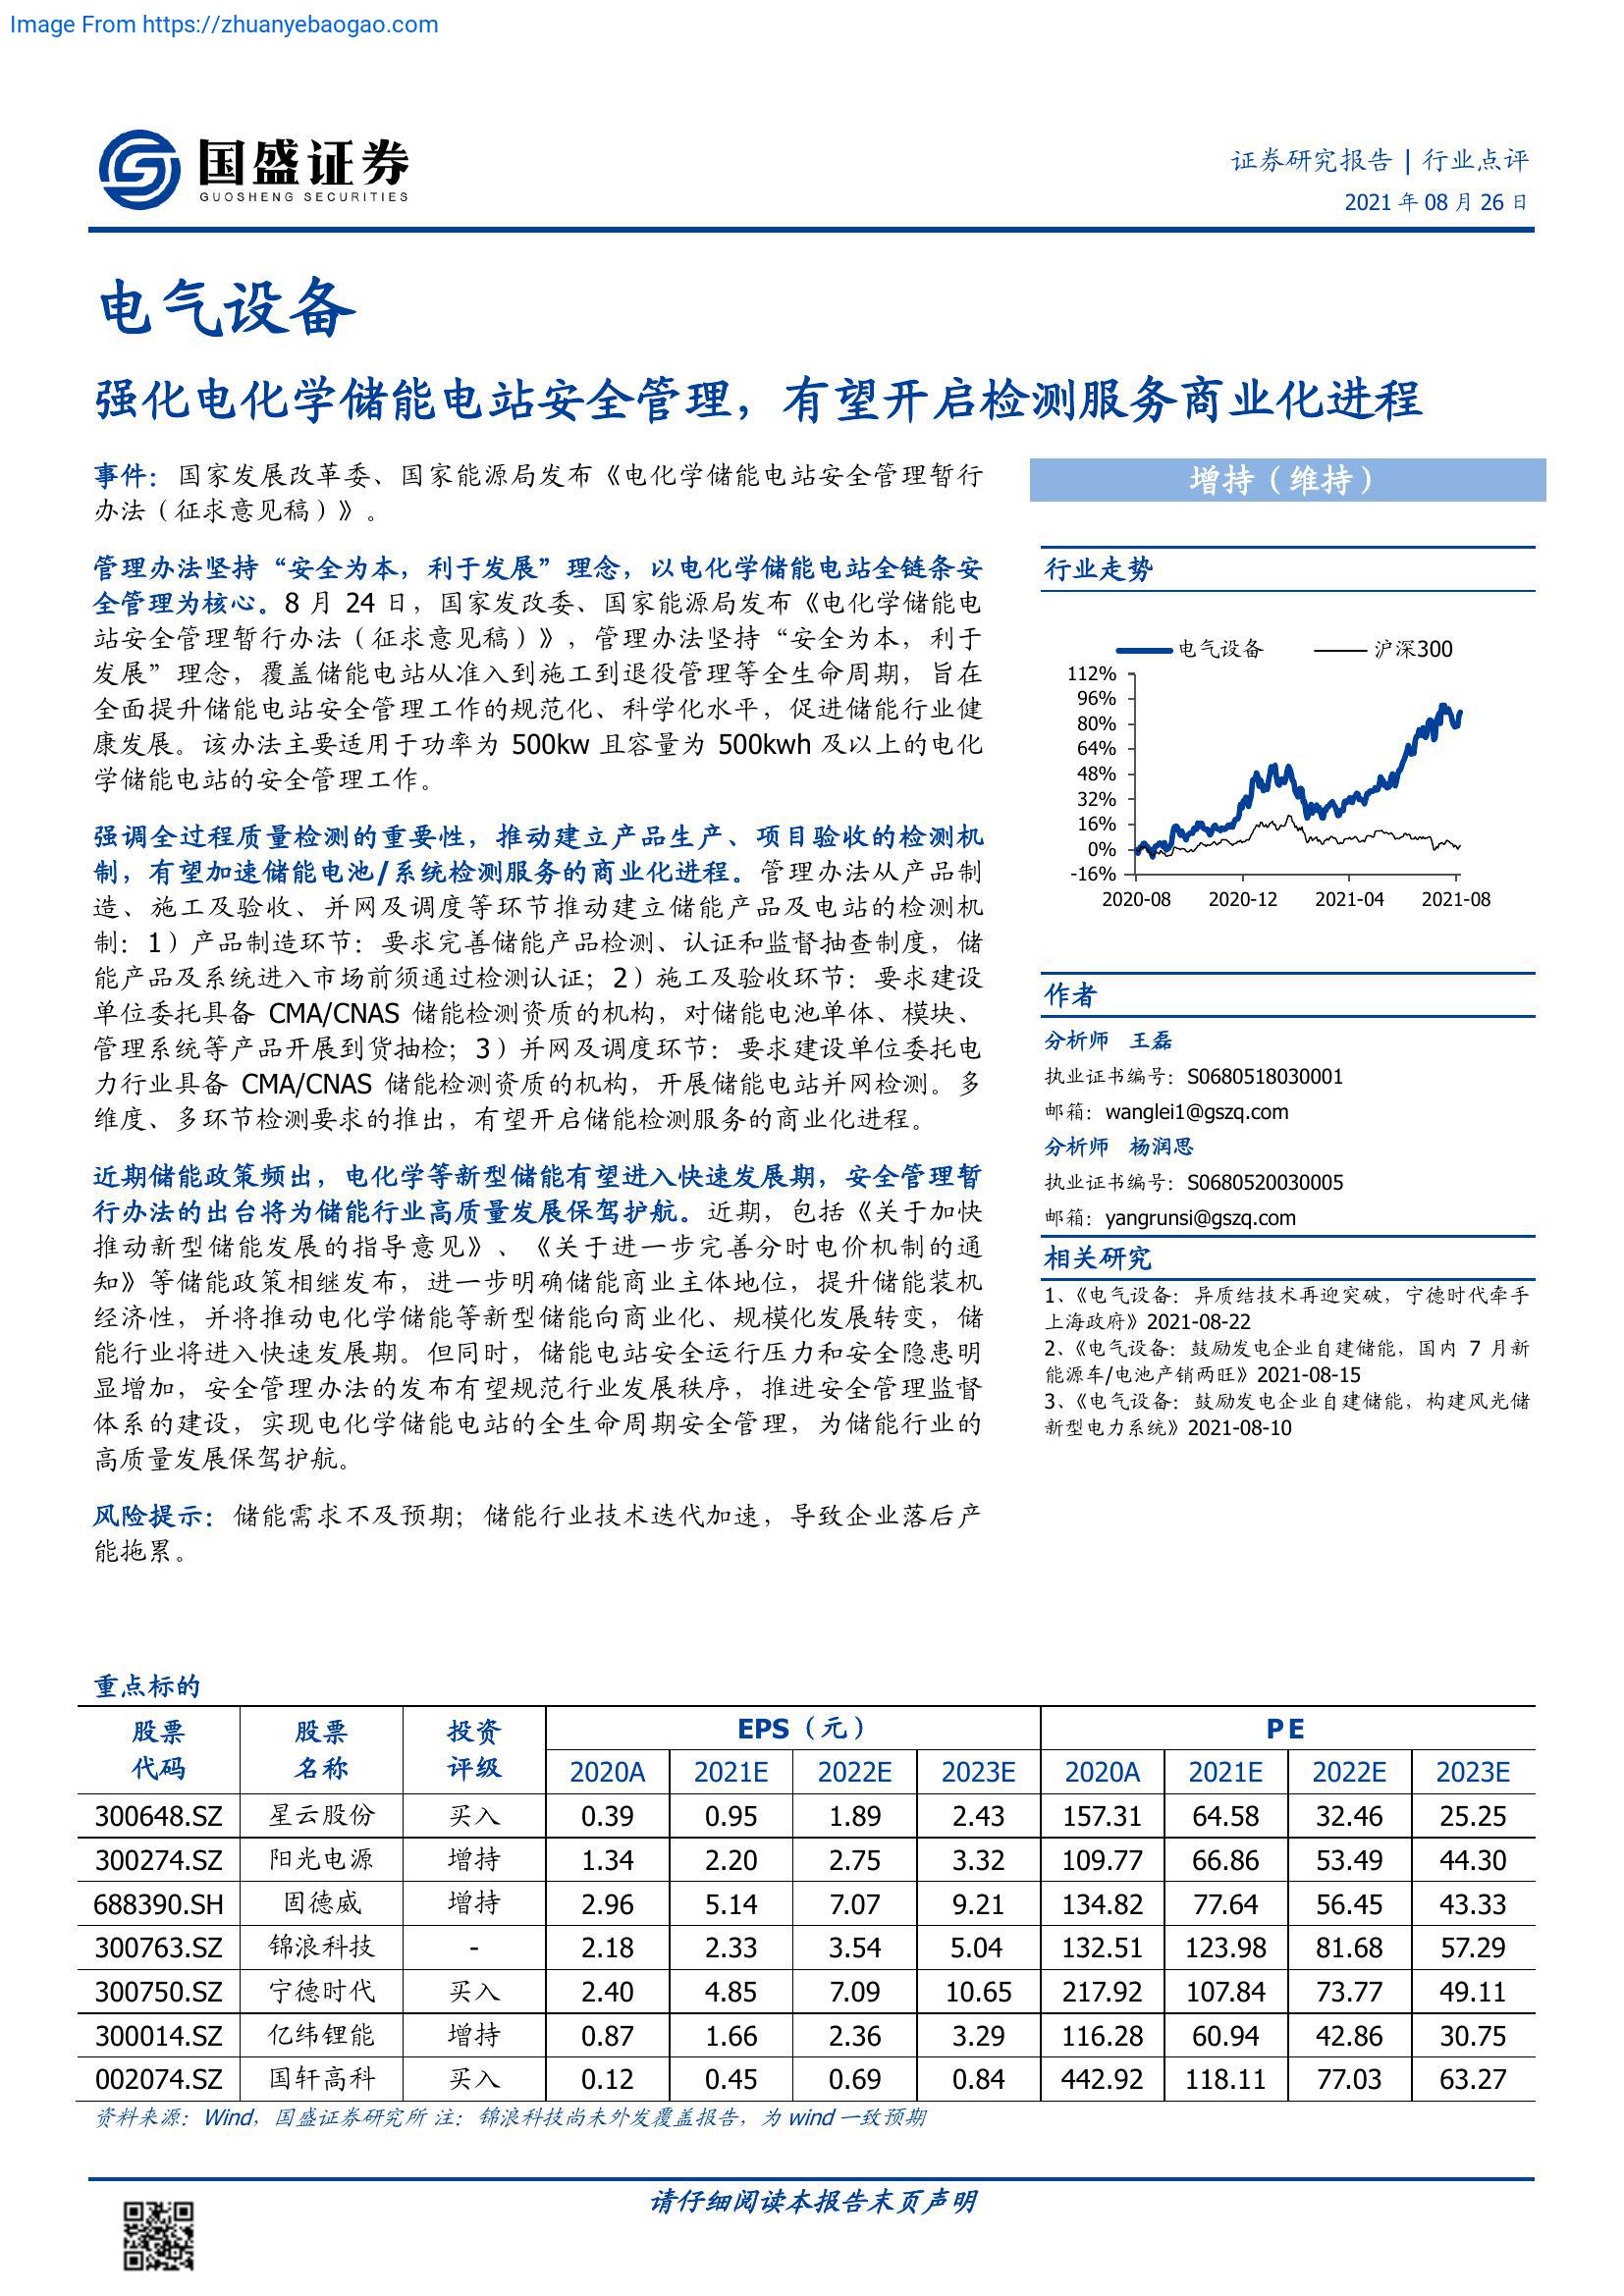 Image From https://zhuanyebaogao.com
国盛证券
GUOSHENG SECURITIES
证券研究报告 | 行业点评
2021 年 08 月 26 日
电气设备
强化电化学储能电站安全管理，有望开启检测服务商业化进程
事件：国家发展改革委、国家能源局发布《电化学储能电站安全管理暂行
办法（征求意见稿）》。
管理办法坚持“安全为本，利于发展”理念，以电化学储能电站全链条安
全管理为核心。8 月 24 日，国家发改委、国家能源局发布《电化学储能电
站安全管理暂行办法（征求意见稿）》，管理办法坚持“安全为本，利于
发展”理念，覆盖储能电站从准入到施工到退役管理等全生命周期，旨在
全面提升储能电站安全管理工作的规范化、科学化水平，促进储能行业健
康发展。该办法主要适用于功率为 500kw 且容量为 500kwh 及以上的电化
学储能电站的安全管理工作。
强调全过程质量检测的重要性，推动建立产品生产、项目验收的检测机
制，有望加速储能电池/系统检测服务的商业化进程。管理办法从产品制
造、施工及验收、并网及调度等环节推动建立储能产品及电站的检测机
制：1）产品制造环节：要求完善储能产品检测、认证和监督抽查制度，储
能产品及系统进入市场前须通过检测认证；2）施工及验收环节：要求建设
单位委托具备 CMA/CNAS 储能检测资质的机构，对储能电池单体、模块、
管理系统等产品开展到货抽检；3）并网及调度环节：要求建设单位委托电
力行业具备 CMA/CNAS 储能检测资质的机构，开展储能电站并网检测。多
维度、多环节检测要求的推出，有望开启储能检测服务的商业化进程。
近期储能政策频出，电化学等新型储能有望进入快速发展期，安全管理暂
行办法的出台将为储能行业高质量发展保驾护航。近期，包括《关于加快
推动新型储能发展的指导意见》、《关于进一步完善分时电价机制的通
知》等储能政策相继发布，进一步明确储能商业主体地位，提升储能装机
经济性，并将推动电化学储能等新型储能向商业化、规模化发展转变，储
能行业将进入快速发展期。但同时，储能电站安全运行压力和安全隐患明
显增加，安全管理办法的发布有望规范行业发展秩序，推进安全管理监督
体系的建设，实现电化学储能电站的全生命周期安全管理，为储能行业的
高质量发展保驾护航。
风险提示：储能需求不及预期；储能行业技术迭代加速，导致企业落后产
能拖累。
增持（维持）
行业走势
电气设备 沪深300
112%
96%
80%
64%
48%
32%
16%
0%
-16%
2020-08 2020-12 2021-04 2021-08
作者
分析师 王磊
执业证书编号：S0680518030001
邮箱：wanglei1@gszq.com
分析师 杨润思
执业证书编号：S0680520030005
邮箱：yangrunsi@gszq.com
相关研究
1、《电气设备：异质结技术再迎突破，宁德时代牵手
上海政府》2021-08-22
2、《电气设备：鼓励发电企业自建储能，国内 7 月新
能源车/电池产销两旺》2021-08-15
3、《电气设备：鼓励发电企业自建储能，构建风光储
新型电力系统》2021-08-10
重点标的
股票代码 股票名称 投资评级 EPS（元） PE
2020A 2021E 2022E 2023E 2020A 2021E 2022E 2023E
300648.SZ 星云股份 买入 0.39 0.95 1.89 2.43 157.31 64.58 32.46 25.25
300274.SZ 阳光电源 增持 1.34 2.20 2.75 3.32 109.77 66.86 53.49 44.30
688390.SH 固德威 增持 2.96 5.14 7.07 9.21 134.82 77.64 56.45 43.33
300763.SZ 锦浪科技 - 2.18 2.33 3.54 5.04 132.51 123.98 81.68 57.29
300750.SZ 宁德时代 买入 2.40 4.85 7.09 10.65 217.92 107.84 73.77 49.11
300014.SZ 亿纬锂能 增持 0.87 1.66 2.36 3.29 116.28 60.94 42.86 30.75
002074.SZ 国轩高科 买入 0.12 0.45 0.69 0.84 442.92 118.11 77.03 63.27
资料来源：Wind，国盛证券研究所 注：锦浪科技尚未外发覆盖报告，为 wind 一致预期
请仔细阅读本报告末页声明